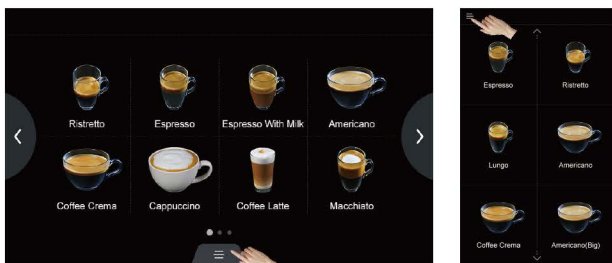 Ristretto
Espresso
Espresso With Milk
Americano
Coffee Crema
Cappuccino
Coffee Latte
Macchiato
Espresso
Ristretto
Lungo
Americano
Coffee Crema
Americano(Big)